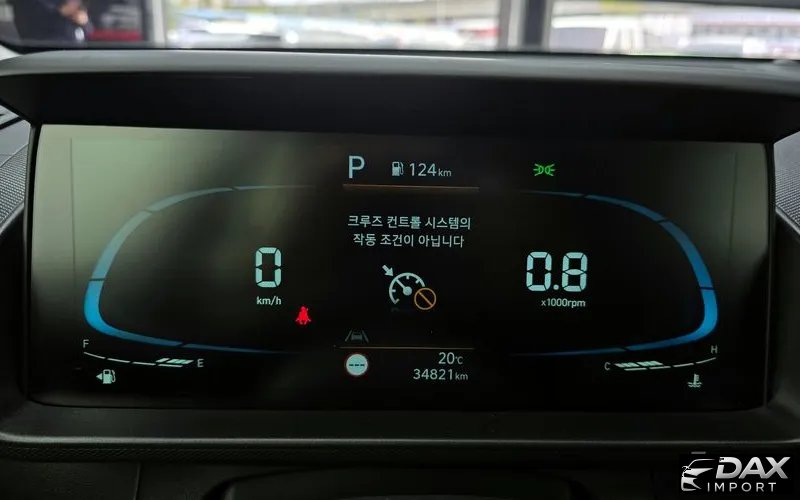 P 124km
크루즈 컨트롤 시스템의
작동 조건이 아닙니다
0
km/h
0.8
x1000rpm
F
E
---
20℃
34821km
C
H
DAX
IMPORT